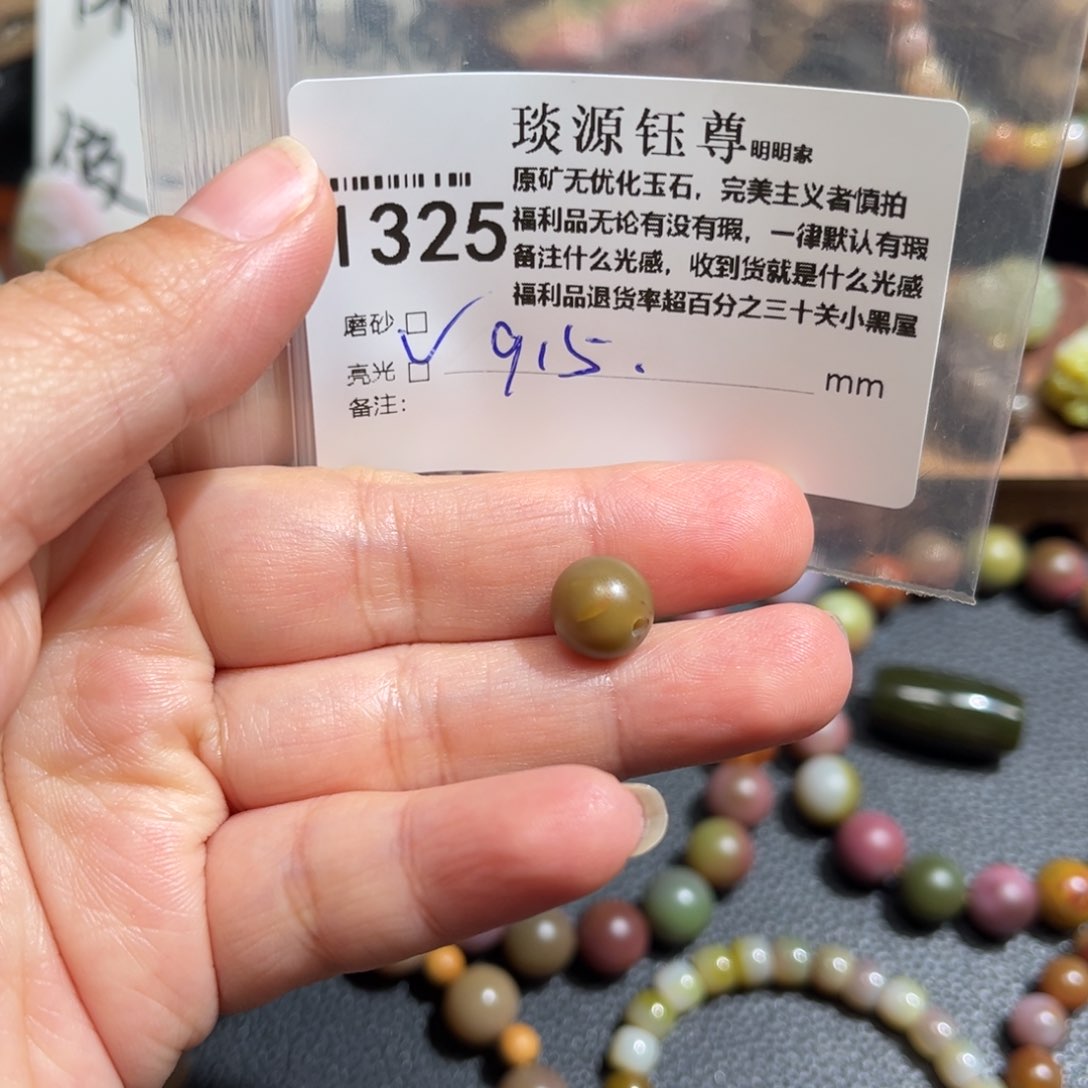 琰源钰尊明明家
原矿无优化玉石，完美主义者慎拍
福利品无论有没有瑕，一律默认有瑕
备注什么光感，收到货就是什么光感
福利品退货率超百分之三十关小黑屋
1325
磨砂
亮光 915. mm
备注：